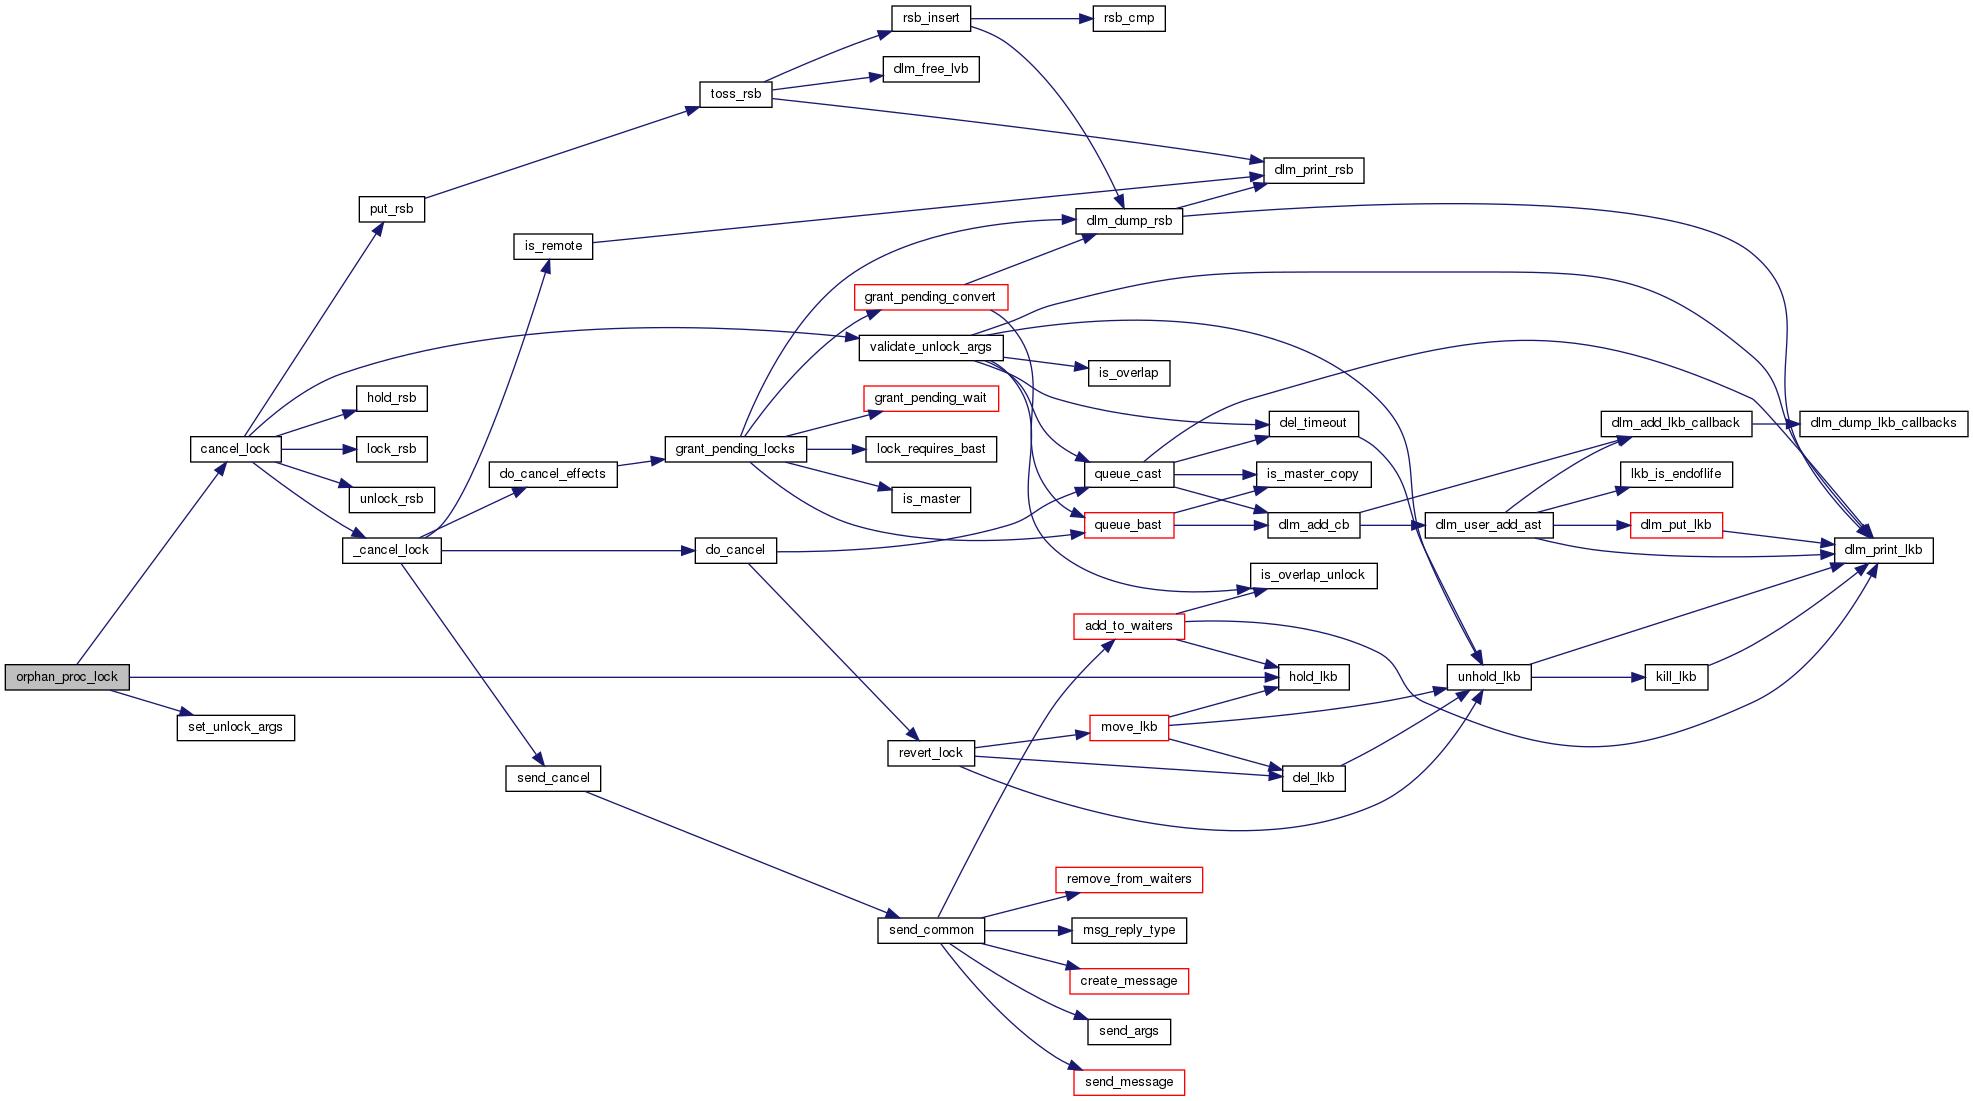 rsb_insert
rsb_cmp
dlm_free_lvb
toss_rsb
dlm_print_rsb
put_rsb
dlm_dump_rsb
is_remote
grant_pending_convert
validate_unlock_args
is_overlap
hold_rsb
grant_pending_wait
del_timeout
dlm_add_lkb_callback
dlm_dump_lkb_callbacks
cancel_lock
lock_rsb
grant_pending_locks
lock_requires_bast
do_cancel_effects
queue_cast
is_master_copy
lkb_is_endoflife
unlock_rsb
is_master
queue_bast
dlm_add_cb
dlm_user_add_ast
dlm_put_lkb
_cancel_lock
do_cancel
dlm_print_lkb
is_overlap_unlock
add_to_waiters
orphan_proc_lock
hold_lkb
unhold_lkb
kill_lkb
set_unlock_args
move_lkb
revert_lock
send_cancel
del_lkb
remove_from_waiters
send_common
msg_reply_type
create_message
send_args
send_message